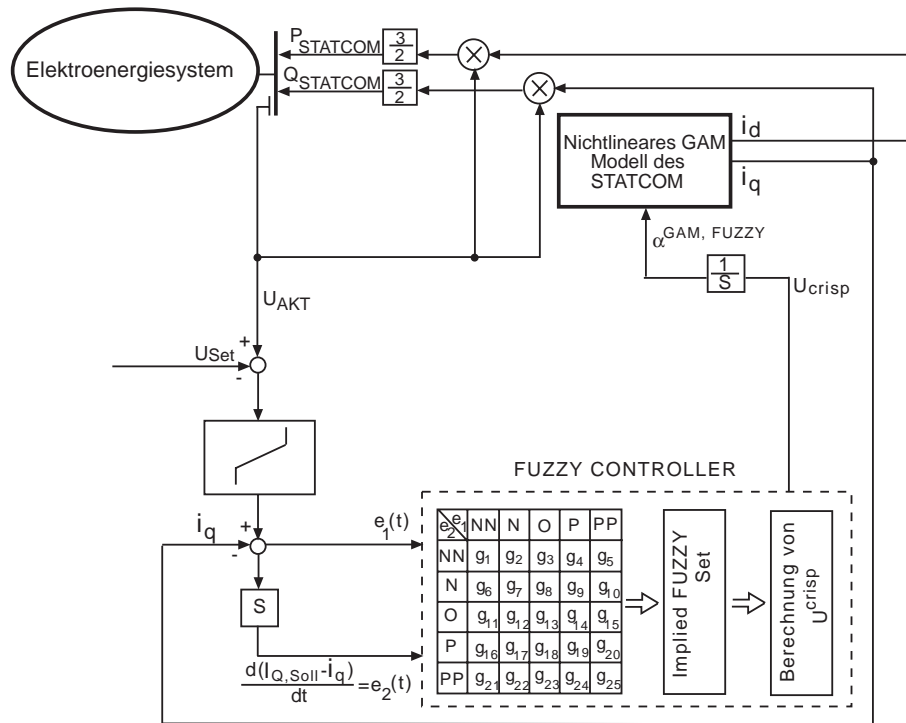 P_STATCOM
3/2
Elektroenergiesystem
Q_STATCOM
3/2
Nichtlineares GAM
Modell des
STATCOM
i_d
i_q
α^GAM, FUZZY
1/S
U_crisp
U_AKT
+
U_Set
-
FUZZY CONTROLLER
i_q
+
-
e_1(t)
e_2 e_1 NN N O P PP
NN g_1 g_2 g_3 g_4 g_5
N g_6 g_7 g_8 g_9 g_10
O g_11 g_12 g_13 g_14 g_15
P g_16 g_17 g_18 g_19 g_20
PP g_21 g_22 g_23 g_24 g_25
Implied FUZZY
Set
Berechnung von
U^crisp
S
d(I_Q,Soll-i_q)/dt=e_2(t)